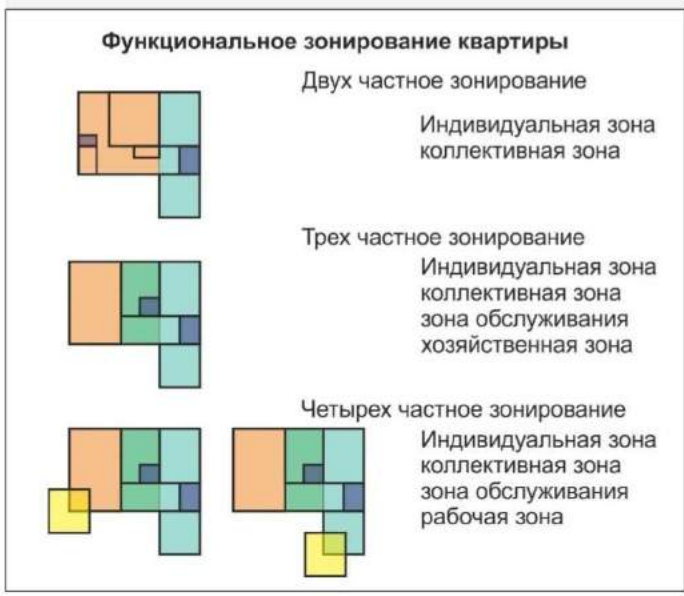 Функциональное зонирование квартиры
Двух частное зонирование
Индивидуальная зона
коллективная зона
Трех частное зонирование
Индивидуальная зона
коллективная зона
зона обслуживания
хозяйственная зона
Четырех частное зонирование
Индивидуальная зона
коллективная зона
зона обслуживания
рабочая зона